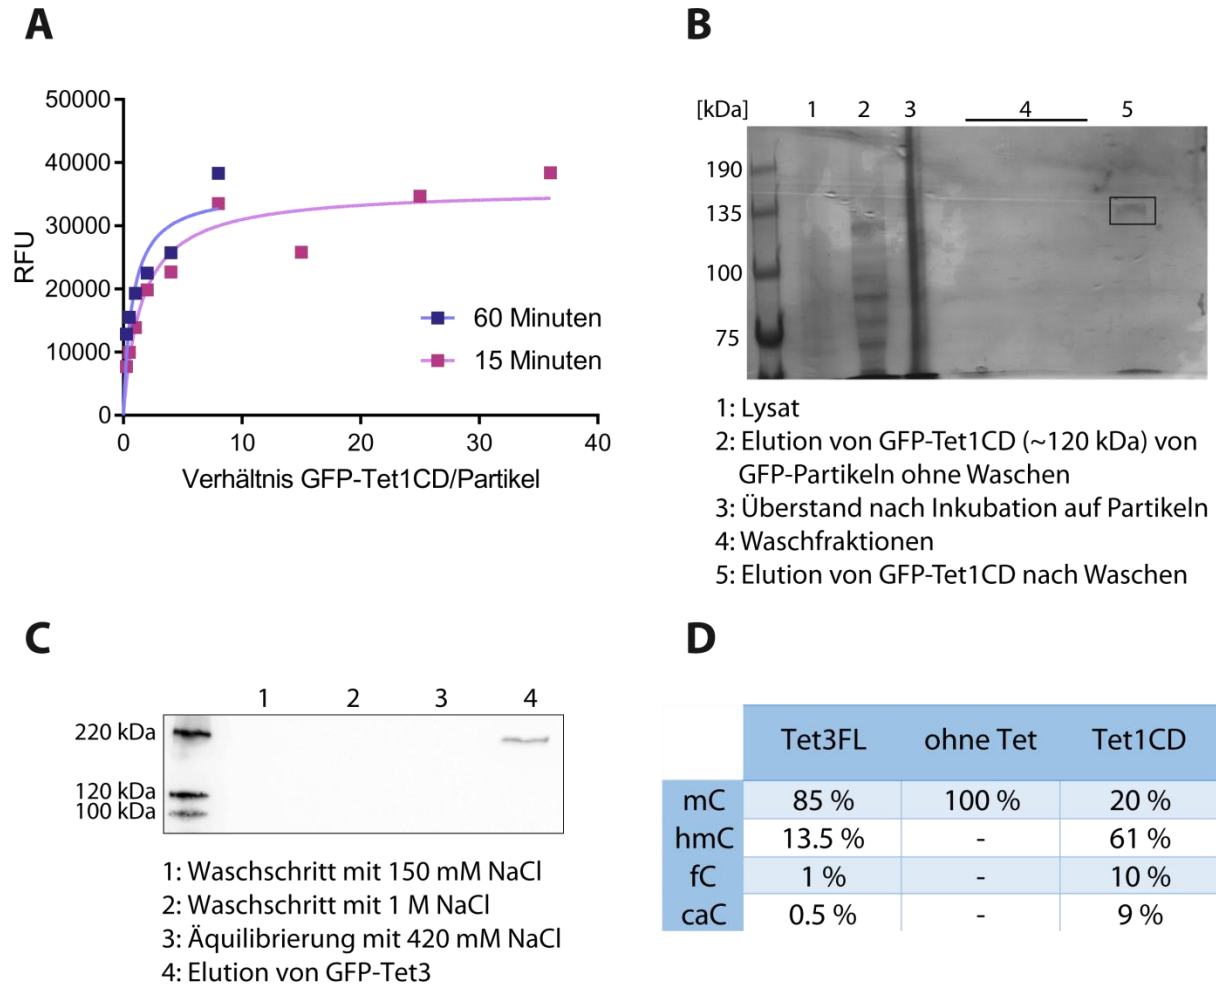 A
50000
40000
30000
20000
10000
0
RFU
0 10 20 30 40
Verhältnis GFP-Tet1CD/Partikel
60 Minuten
15 Minuten
B
[kDa] 1 2 3 4 5
190
135
100
75
1: Lysat
2: Elution von GFP-Tet1CD (~120 kDa) von
GFP-Partikeln ohne Waschen
3: Überstand nach Inkubation auf Partikeln
4: Waschfraktionen
5: Elution von GFP-Tet1CD nach Waschen
C
1 2 3 4
220 kDa
120 kDa
100 kDa
1: Waschschritt mit 150 mM NaCl
2: Waschschritt mit 1 M NaCl
3: Äquilibrierung mit 420 mM NaCl
4: Elution von GFP-Tet3
D
Tet3FL ohne Tet Tet1CD
mC 85 % 100 % 20 %
hmC 13.5 % - 61 %
fC 1 % - 10 %
caC 0.5 % - 9 %